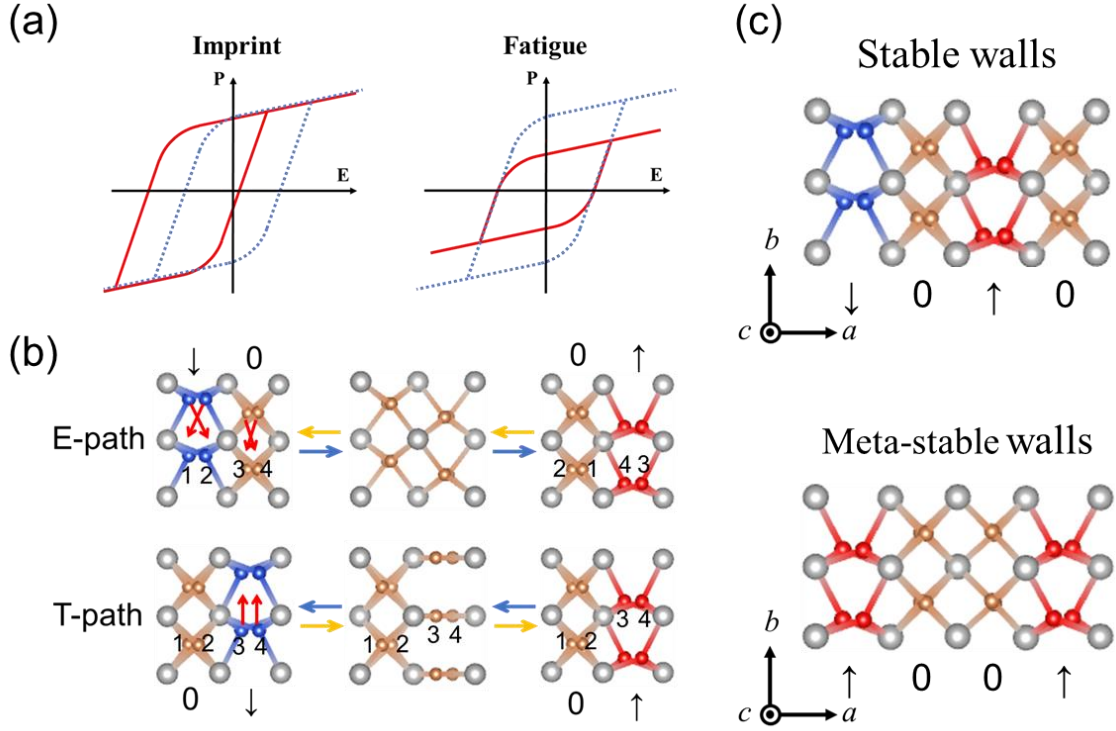 (a)
Imprint
P
E
Fatigue
P
E
(b)
↓ 0
0 ↑
E-path
1 2 3 4
2 1 4 3
T-path
1 2 3 4
1 2 3 4
1 2 3 4
0 ↓
0 ↑
(c)
Stable walls
b
c a
↓ 0 ↑ 0
Meta-stable walls
b
c a
↑ 0 0 ↑